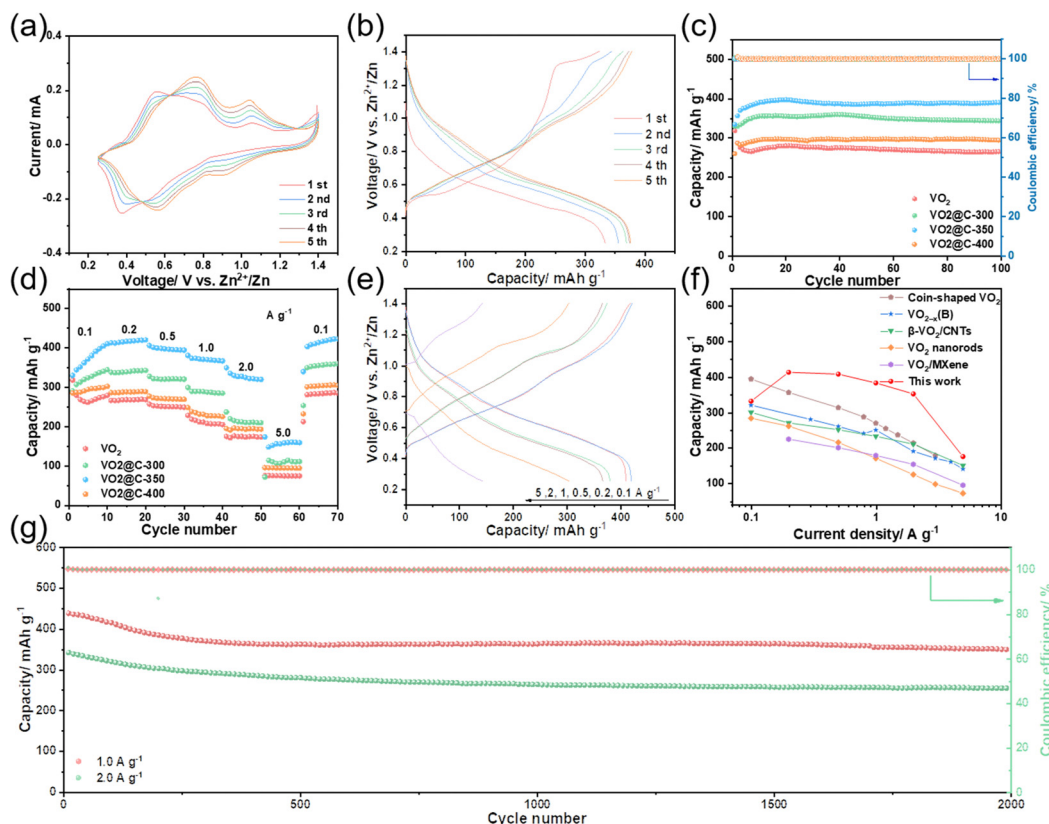 (a)
Current/ mA
0.4
0.2
0.0
-0.2
-0.4
0.2 0.4 0.6 0.8 1.0 1.2 1.4
Voltage/ V vs. Zn²⁺/Zn
1 st
2 nd
3 rd
4 th
5 th
(b)
Voltage/ V vs. Zn²⁺/Zn
1.4
1.2
1.0
0.8
0.6
0.4
0.2
0 100 200 300 400
Capacity/ mAh g⁻¹
1 st
2 nd
3 rd
4 th
5 th
(c)
Capacity/ mAh g⁻¹
500
400
300
200
100
0
0 20 40 60 80 100
Cycle number
Coulombic efficiency/ %
100
80
60
40
20
0
VO₂
VO2@C-300
VO2@C-350
VO2@C-400
(d)
Capacity/ mAh g⁻¹
500
400
300
200
100
0
0 10 20 30 40 50 60 70
Cycle number
A g⁻¹
0.1 0.2 0.5 1.0 2.0 5.0 0.1
VO₂
VO2@C-300
VO2@C-350
VO2@C-400
(e)
Voltage/ V vs. Zn²⁺/Zn
1.4
1.2
1.0
0.8
0.6
0.4
0.2
0 100 200 300 400 500
Capacity/ mAh g⁻¹
5 ,2, 1, 0.5, 0.2, 0.1 A g⁻¹
(f)
Capacity/ mAh g⁻¹
600
500
400
300
200
100
0
0.1 1 10
Current density/ A g⁻¹
Coin-shaped VO₂
VO₂₋ₓ(B)
β-VO₂/CNTs
VO₂ nanorods
VO₂/MXene
This work
(g)
Capacity/ mAh g⁻¹
600
500
400
300
200
100
0
0 500 1000 1500 2000
Cycle number
Coulombic efficiency/ %
100
80
60
40
20
0
1.0 A g⁻¹
2.0 A g⁻¹